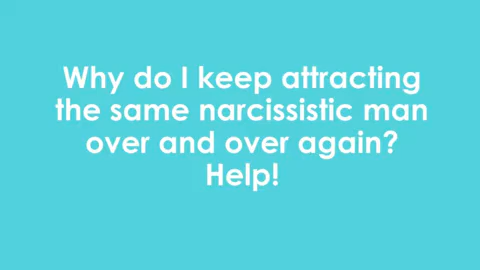 Why do I keep attracting
the same narcissistic man
over and over again?
Help!